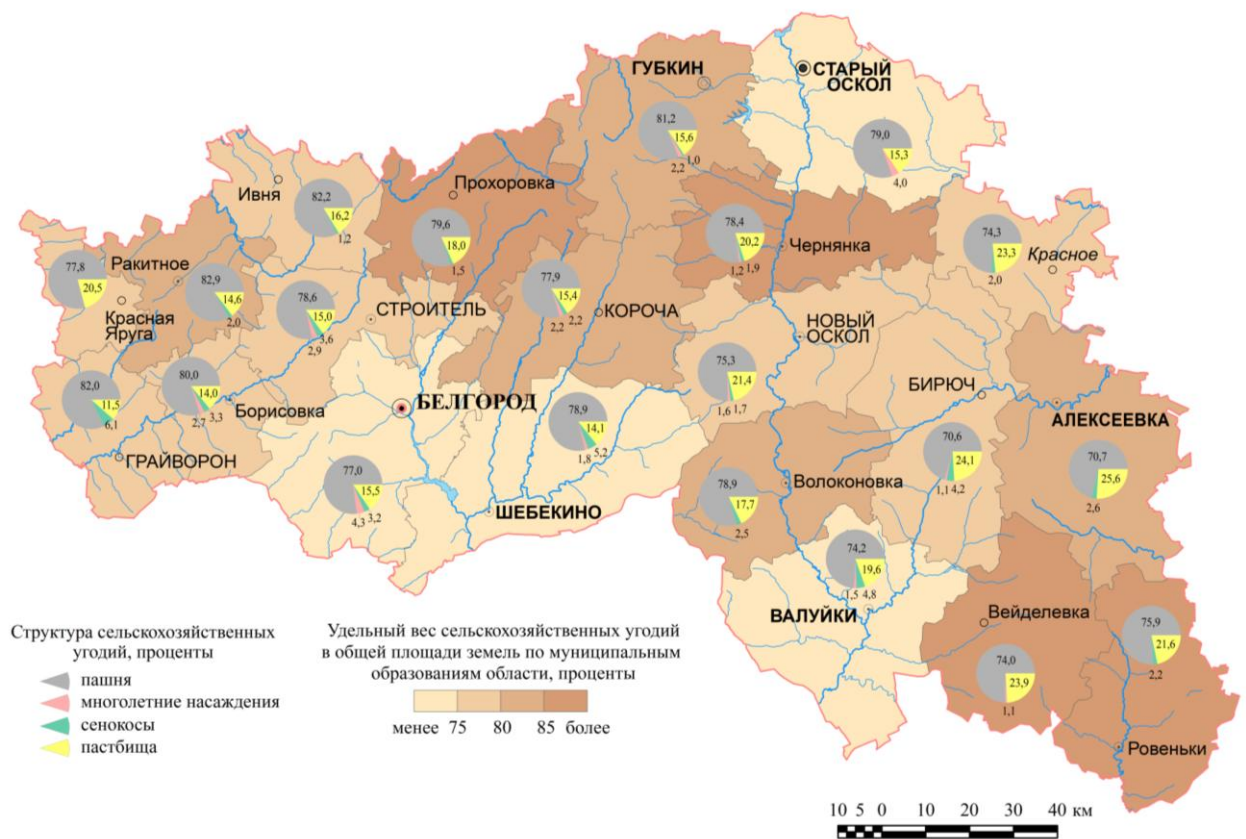 ГУБКИН
СТАРЫЙ
ОСКОЛ
81,2
15,6
1,0
2,2
79,0
15,3
4,0
Ивня
82,2
16,2
1,2
Прохоровка
79,6
18,0
1,5
78,4
20,2
1,2
1,9
Чернянка
74,3
23,3
2,0
Красное
77,8
20,5
Ракитное
Красная
Яруга
82,9
14,6
2,0
78,6
15,0
3,6
2,9
СТРОИТЕЛЬ
77,9
15,4
2,2
2,2
КОРОЧА
НОВЫЙ
ОСКОЛ
75,3
21,4
1,6
1,7
БИРЮЧ
82,0
11,5
6,1
80,0
14,0
3,3
2,7
Борисовка
БЕЛГОРОД
78,9
14,1
5,2
1,8
АЛЕКСЕЕВКА
70,6
24,1
1,1
4,2
70,7
25,6
2,6
ГРАЙВОРОН
77,0
15,5
3,2
4,3
ШЕБЕКИНО
78,9
17,7
2,5
Волоконовка
74,2
19,6
1,5
4,8
ВАЛУЙКИ
Вейделевка
74,0
23,9
1,1
75,9
21,6
2,2
Ровеньки
Структура сельскохозяйственных
угодий, проценты
пашня
многолетние насаждения
сенокосы
пастбища
Удельный вес сельскохозяйственных угодий
в общей площади земель по муниципальным
образованиям области, проценты
менее 75 80 85 более
10 5 0 10 20 30 40 км